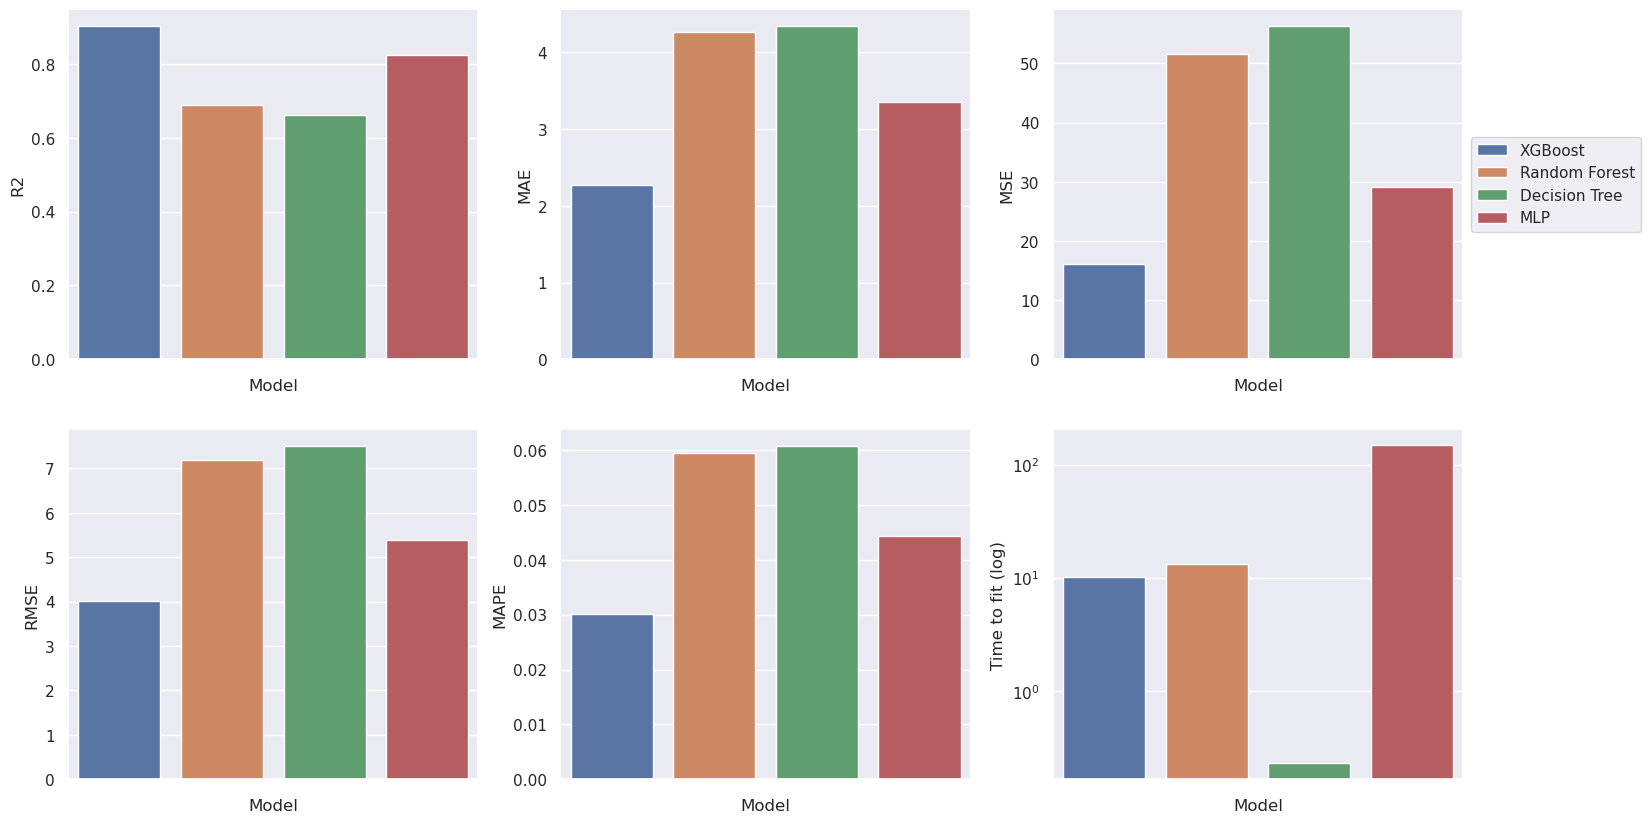 R2
0.8
0.6
0.4
0.2
0.0
Model
MAE
4
3
2
1
0
Model
MSE
50
40
30
20
10
0
Model
XGBoost
Random Forest
Decision Tree
MLP
RMSE
7
6
5
4
3
2
1
0
Model
MAPE
0.06
0.05
0.04
0.03
0.02
0.01
0.00
Model
Time to fit (log)
10²
10¹
10⁰
Model